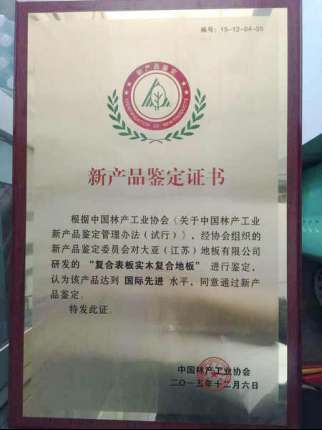 编号：15-12-04-05
新产品鉴定
新产品鉴定证书
根据中国林产工业协会《关于中国林产工业
新产品鉴定管理办法（试行）》，经协会组织的
新产品鉴定委员会对大亚（江苏）地板有限公司
研发的“复合表板实木复合地板”进行鉴定，
认为该产品达到 国际先进 水平，同意通过新产
品鉴定。
特发此证。
中国林产工业协会
二〇一五年十二月六日